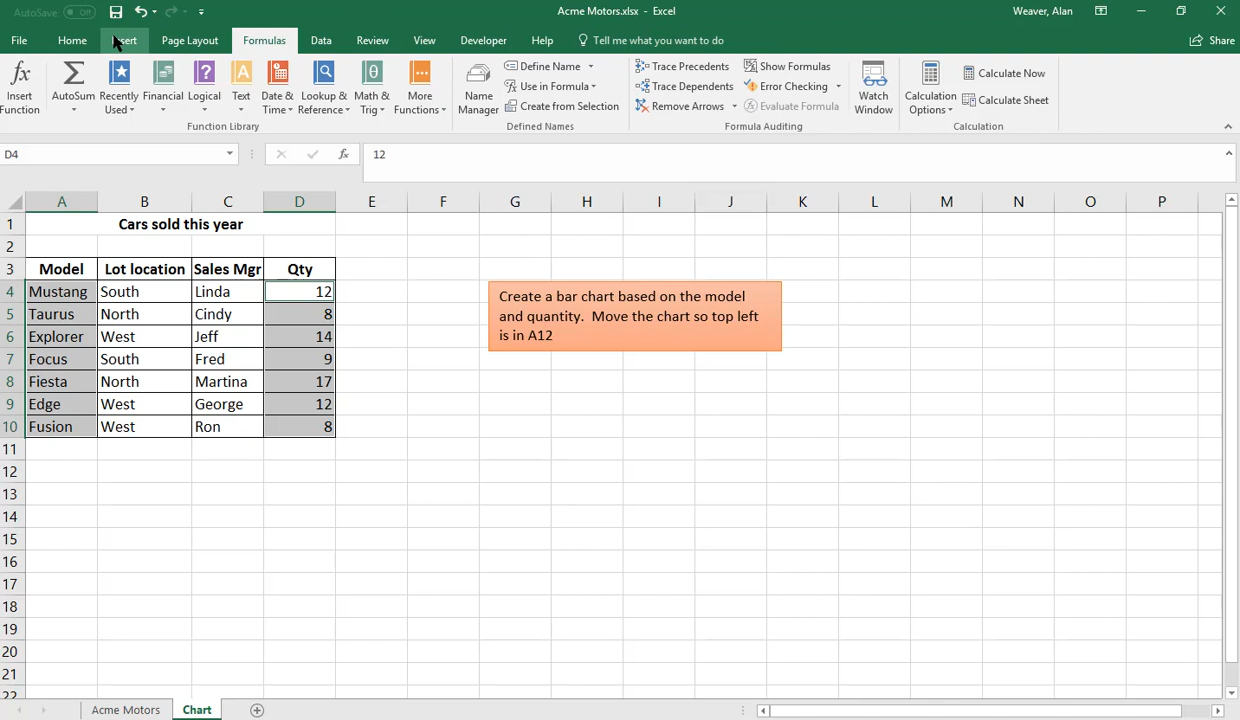 AutoSave Off
Acme Motors.xlsx - Excel
Weaver, Alan
File Home Insert Page Layout Formulas Data Review View Developer Help Tell me what you want to do Share
Insert Function
AutoSum
Recently Used
Financial
Logical
Text
Date & Time
Lookup & Reference
Math & Trig
More Functions
Function Library
Name Manager
Define Name
Use in Formula
Create from Selection
Defined Names
Trace Precedents
Trace Dependents
Remove Arrows
Show Formulas
Error Checking
Evaluate Formula
Formula Auditing
Watch Window
Calculation Options
Calculate Now
Calculate Sheet
Calculation
D4 fx 12
A B C D E F G H I J K L M N O P
1 Cars sold this year
2
3 Model Lot location Sales Mgr Qty
4 Mustang South Linda 12
5 Taurus North Cindy 8
6 Explorer West Jeff 14
7 Focus South Fred 9
8 Fiesta North Martina 17
9 Edge West George 12
10 Fusion West Ron 8
Create a bar chart based on the model
and quantity. Move the chart so top left
is in A12
11
12
13
14
15
16
17
18
19
20
21
22
Acme Motors Chart